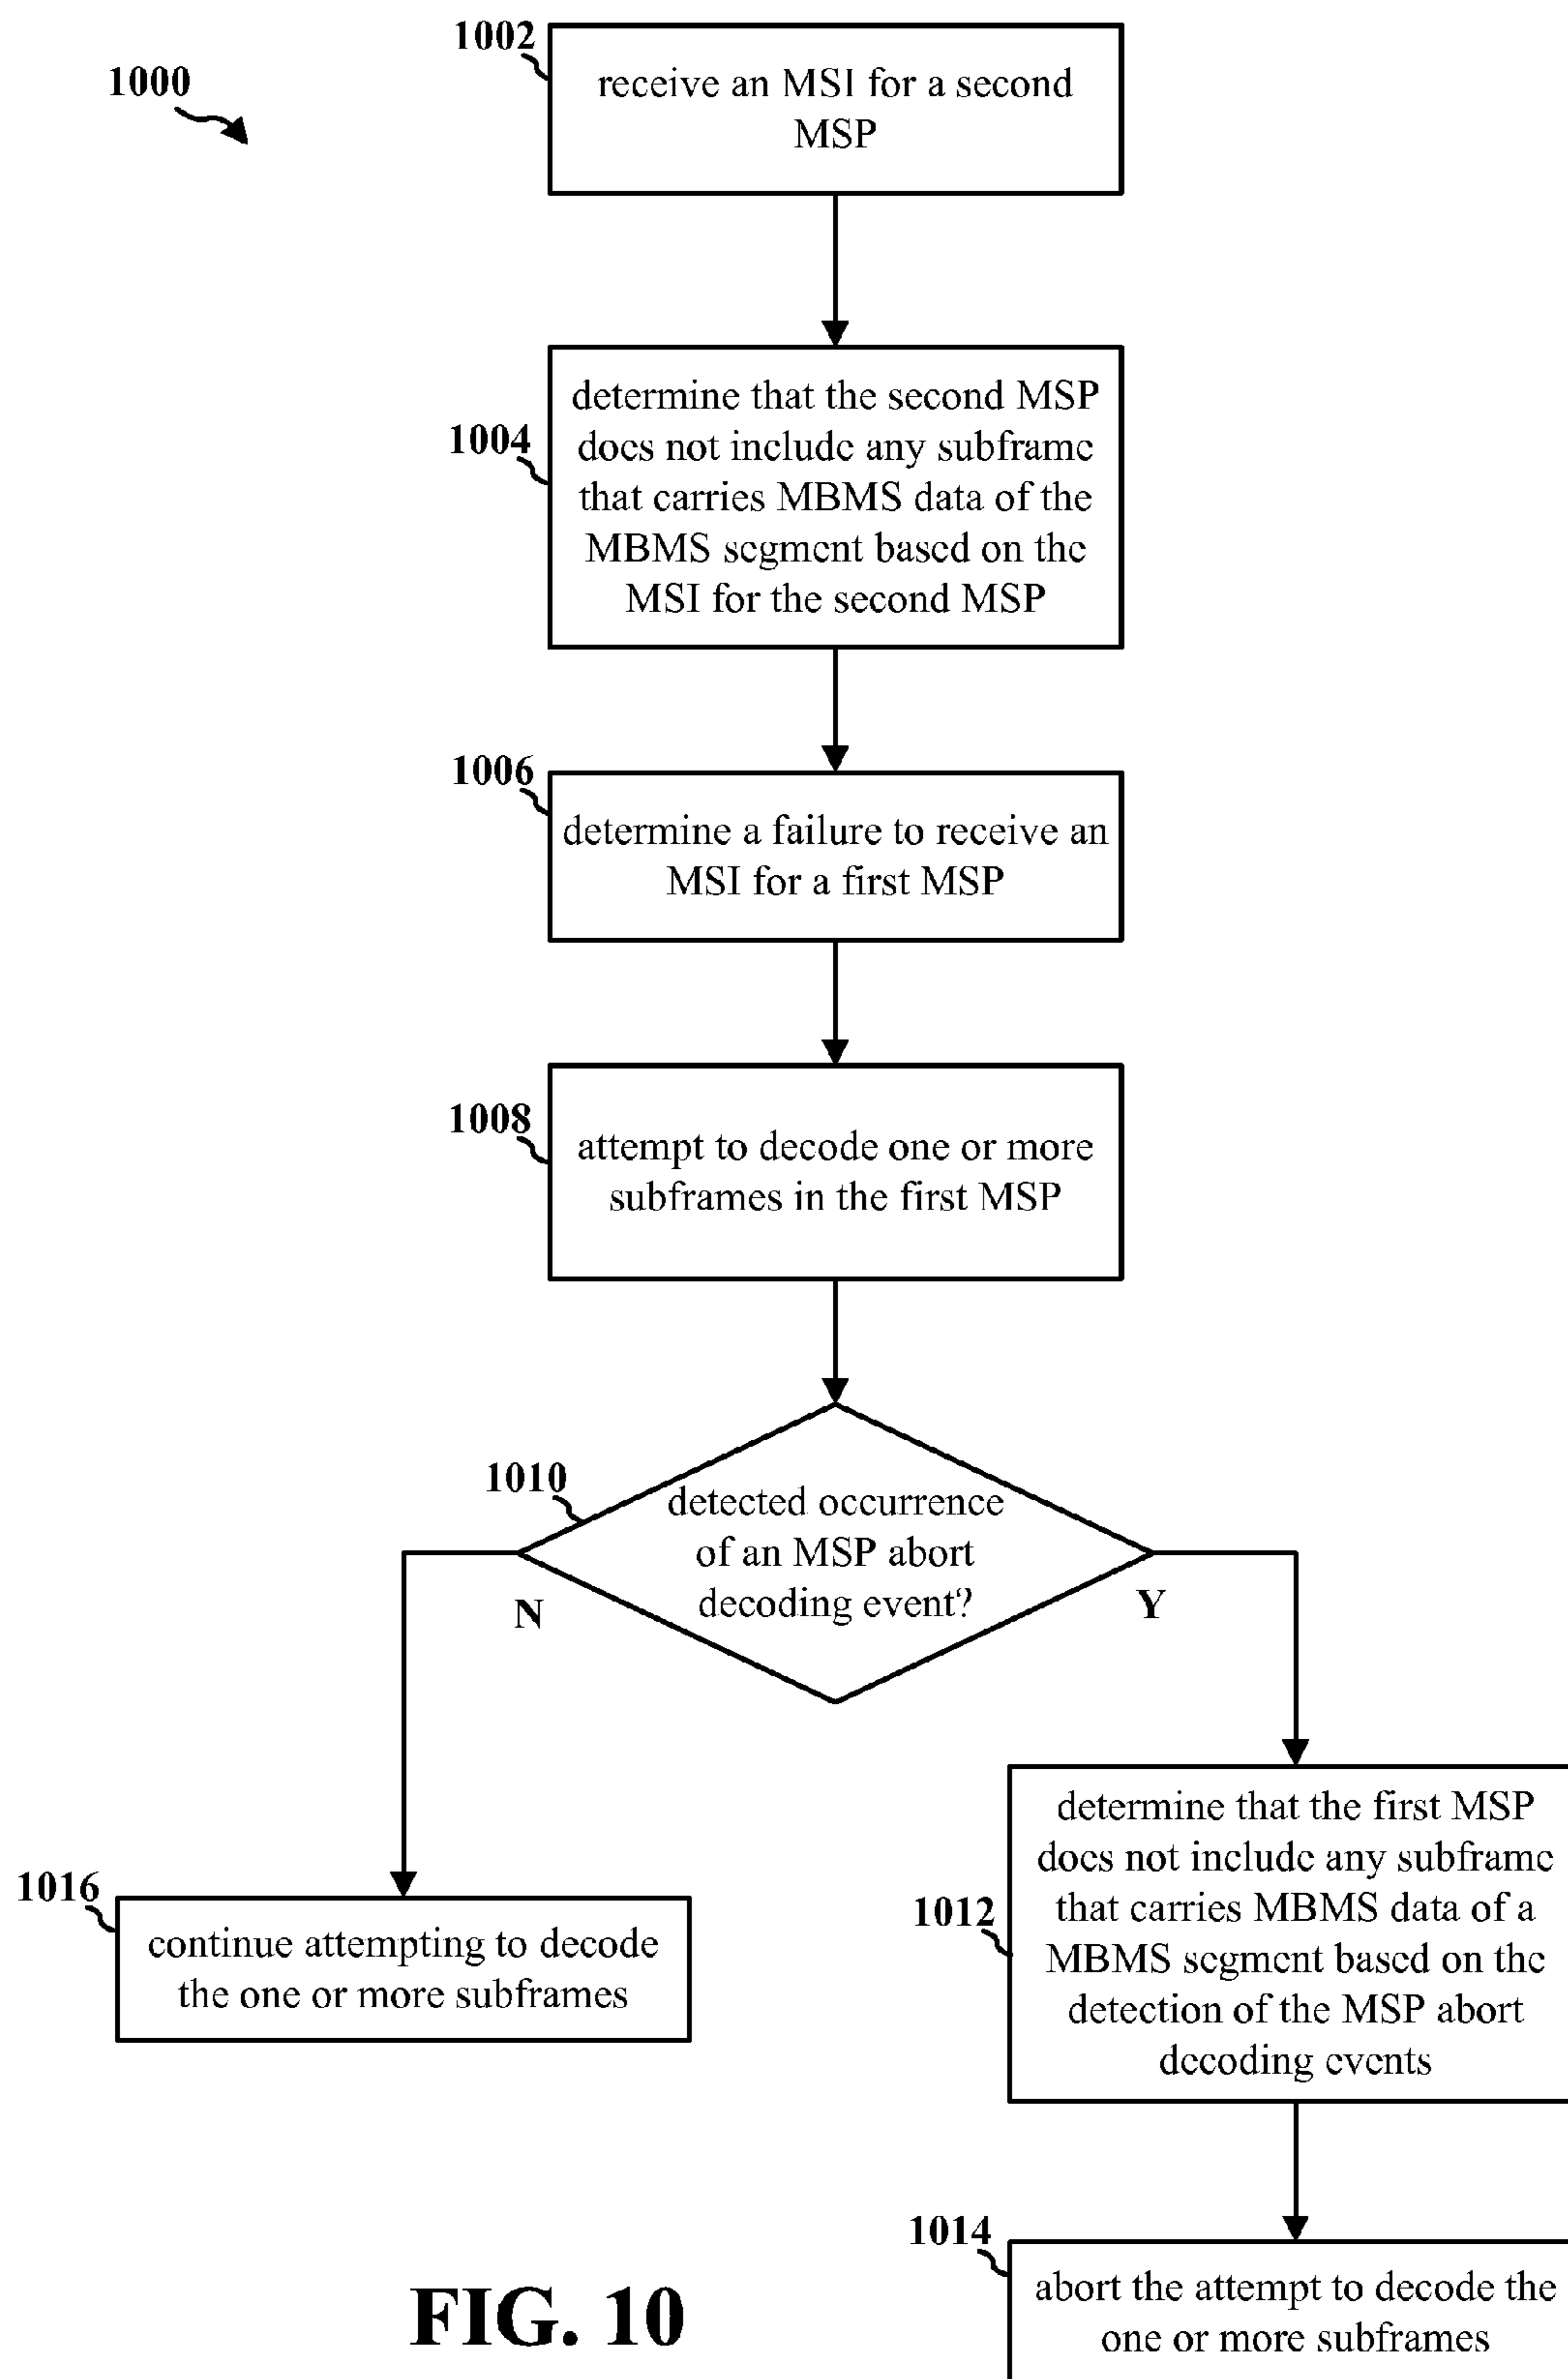 1000
1002
receive an MSI for a second
MSP
1004
determine that the second MSP
does not include any subframe
that carries MBMS data of the
MBMS segment based on the
MSI for the second MSP
1006
determine a failure to receive an
MSI for a first MSP
1008
attempt to decode one or more
subframes in the first MSP
1010
detected occurrence
of an MSP abort
decoding event?
N
Y
1012
determine that the first MSP
does not include any subframe
that carries MBMS data of a
MBMS segment based on the
detection of the MSP abort
decoding events
1016
continue attempting to decode
the one or more subframes
1014
abort the attempt to decode the
one or more subframes
FIG. 10